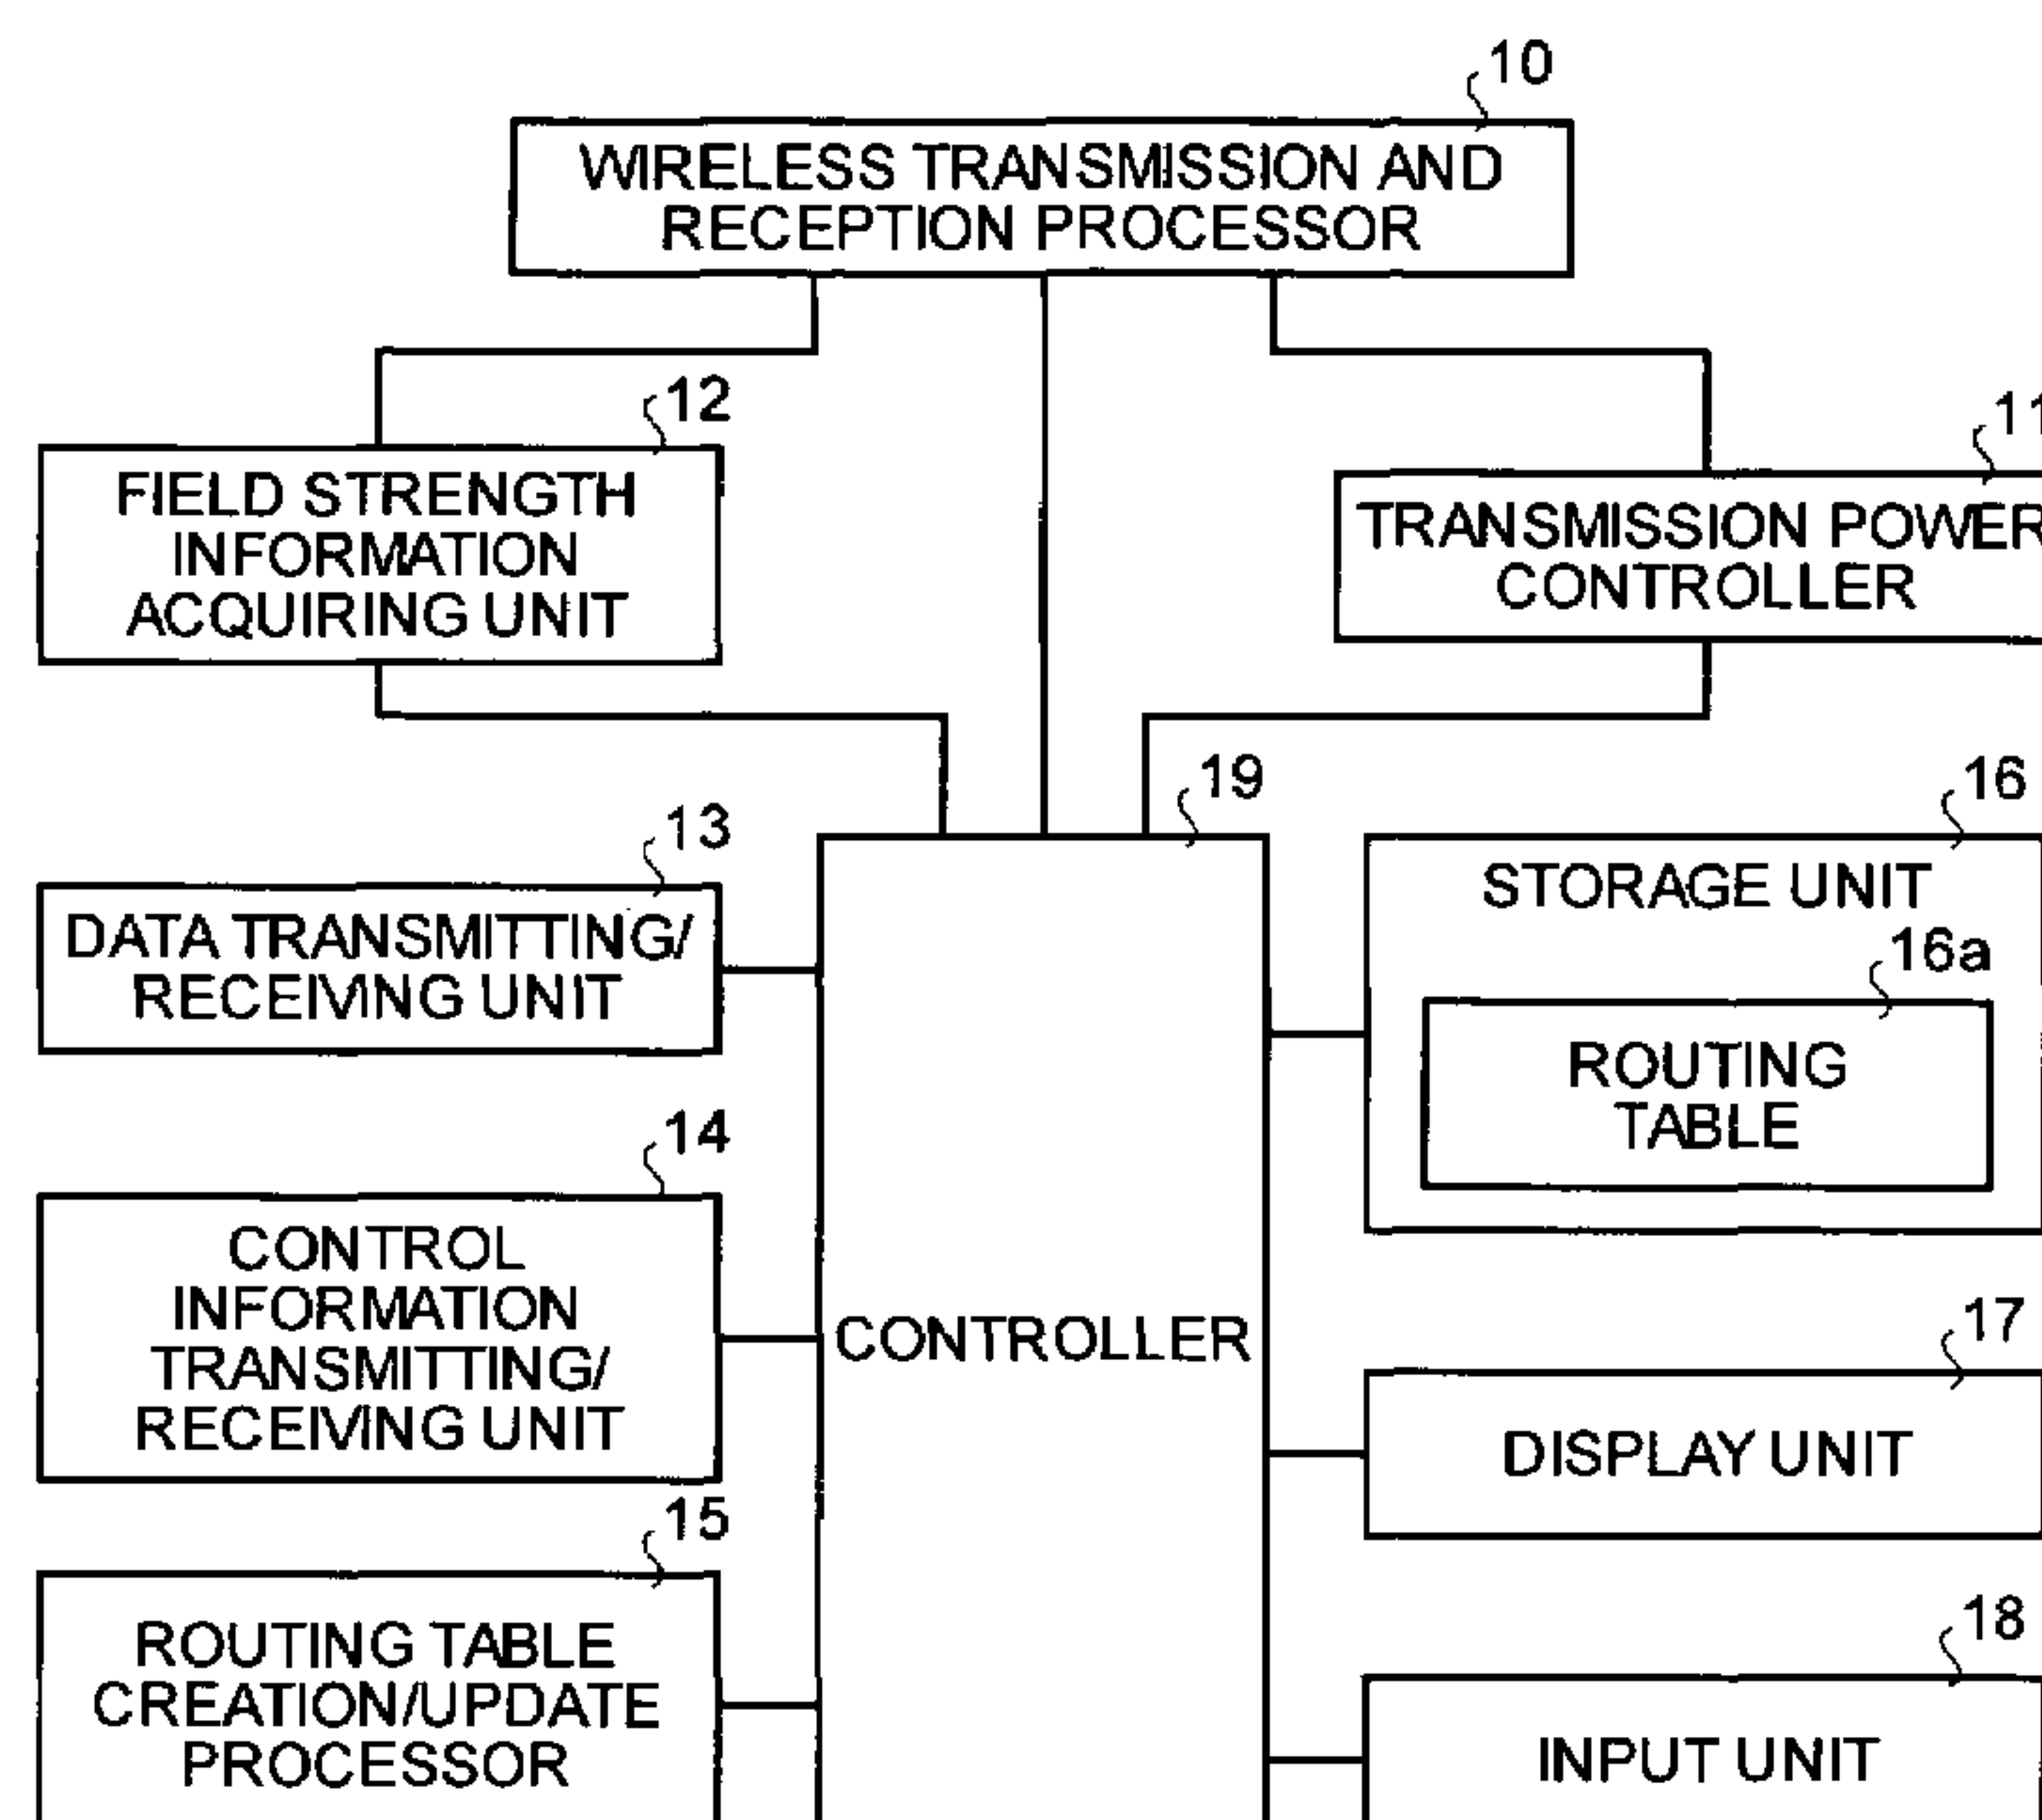 10
WIRELESS TRANSMISSION AND
RECEPTION PROCESSOR
12
FIELD STRENGTH
INFORMATION
ACQUIRING UNIT
11
TRANSMISSION POWER
CONTROLLER
19
CONTROLLER
13
DATA TRANSMITTING/
RECEIVING UNIT
14
CONTROL
INFORMATION
TRANSMITTING/
RECEIVING UNIT
15
ROUTING TABLE
CREATION/UPDATE
PROCESSOR
16
STORAGE UNIT
16a
ROUTING
TABLE
17
DISPLAY UNIT
18
INPUT UNIT